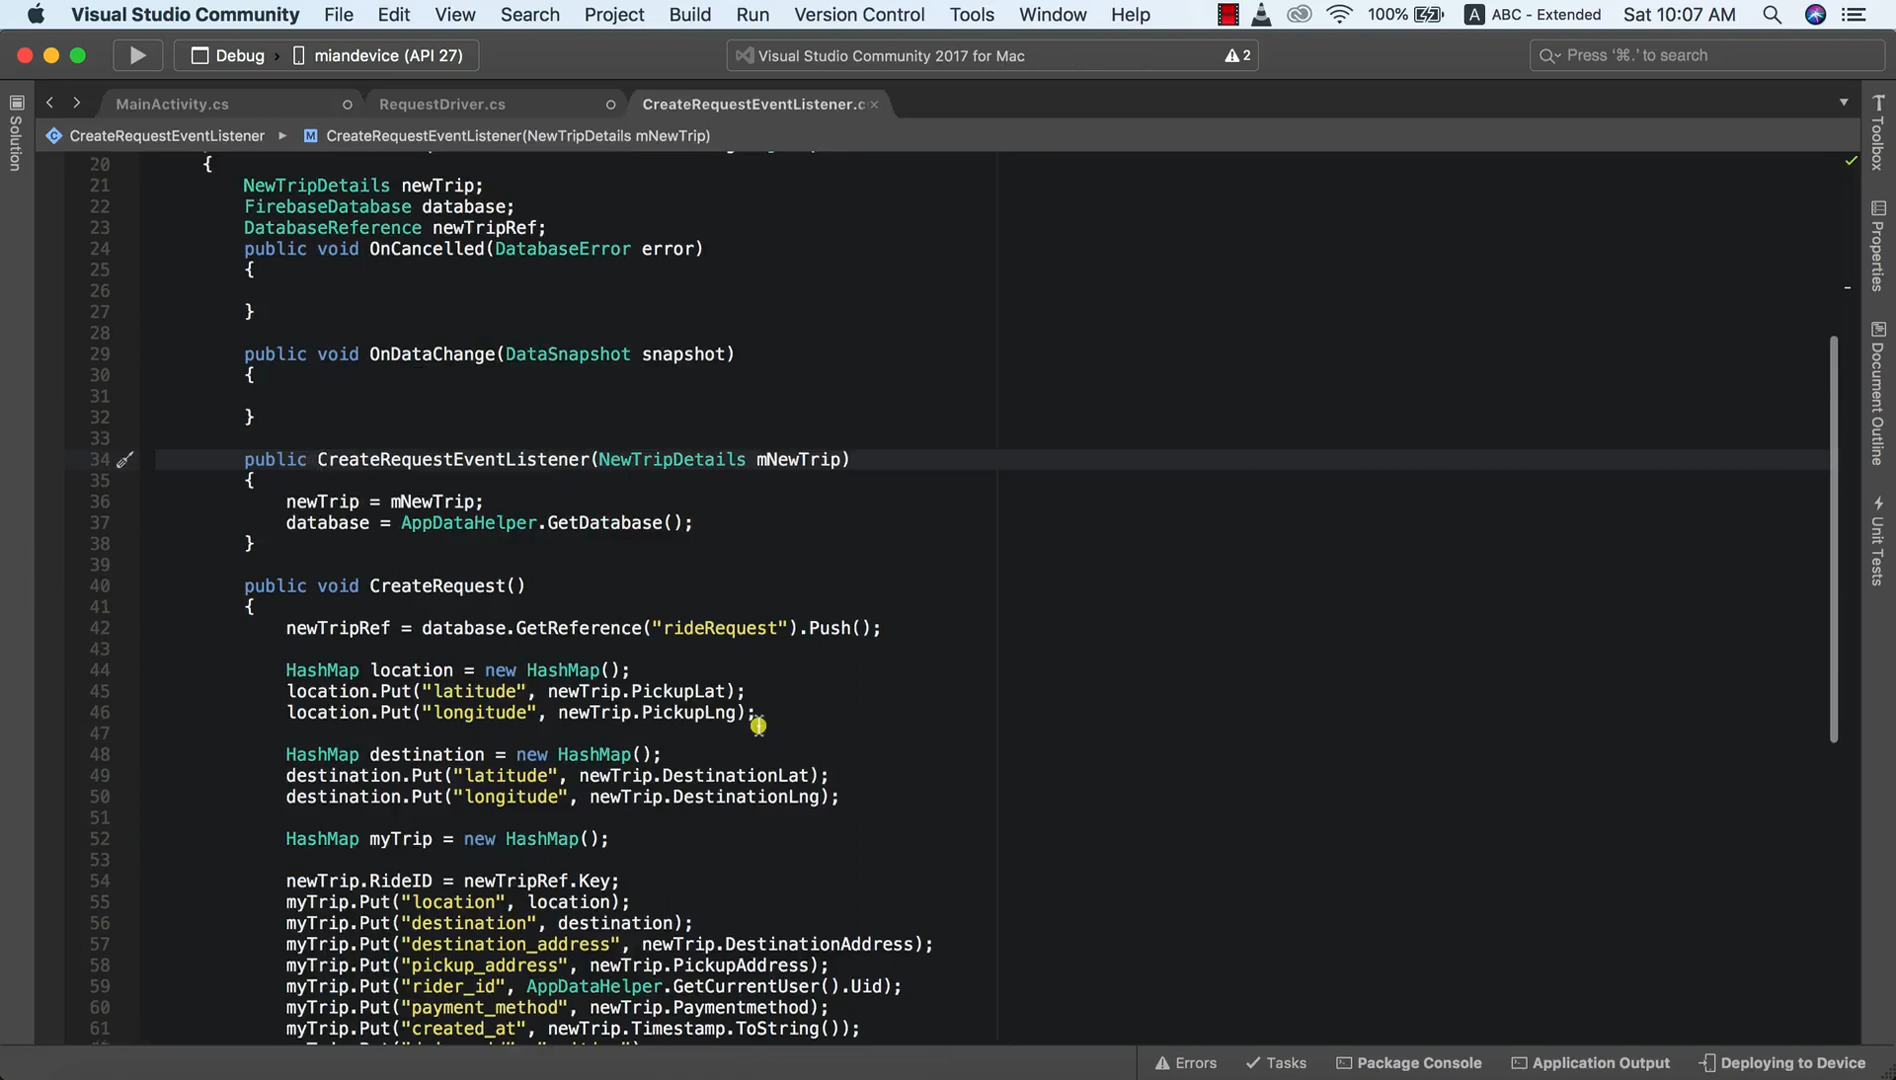 Visual Studio Community File Edit View Search Project Build Run Version Control Tools Window Help 100% A ABC - Extended Sat 10:07 AM
Debug > miandevice (API 27) Visual Studio Community 2017 for Mac 2 Press ‘⌘.’ to search
MainActivity.cs RequestDriver.cs CreateRequestEventListener.c ×
CreateRequestEventListener ▸ M CreateRequestEventListener(NewTripDetails mNewTrip)
Solution
Toolbox
Properties
Document Outline
Unit Tests
20 {
21 NewTripDetails newTrip;
22 FirebaseDatabase database;
23 DatabaseReference newTripRef;
24 public void OnCancelled(DatabaseError error)
25 {
26
27 }
28
29 public void OnDataChange(DataSnapshot snapshot)
30 {
31
32 }
33
34 public CreateRequestEventListener(NewTripDetails mNewTrip)
35 {
36 newTrip = mNewTrip;
37 database = AppDataHelper.GetDatabase();
38 }
39
40 public void CreateRequest()
41 {
42 newTripRef = database.GetReference("rideRequest").Push();
43
44 HashMap location = new HashMap();
45 location.Put("latitude", newTrip.PickupLat);
46 location.Put("longitude", newTrip.PickupLng);
47
48 HashMap destination = new HashMap();
49 destination.Put("latitude", newTrip.DestinationLat);
50 destination.Put("longitude", newTrip.DestinationLng);
51
52 HashMap myTrip = new HashMap();
53
54 newTrip.RideID = newTripRef.Key;
55 myTrip.Put("location", location);
56 myTrip.Put("destination", destination);
57 myTrip.Put("destination_address", newTrip.DestinationAddress);
58 myTrip.Put("pickup_address", newTrip.PickupAddress);
59 myTrip.Put("rider_id", AppDataHelper.GetCurrentUser().Uid);
60 myTrip.Put("payment_method", newTrip.Paymentmethod);
61 myTrip.Put("created_at", newTrip.Timestamp.ToString());
Errors Tasks Package Console Application Output Deploying to Device